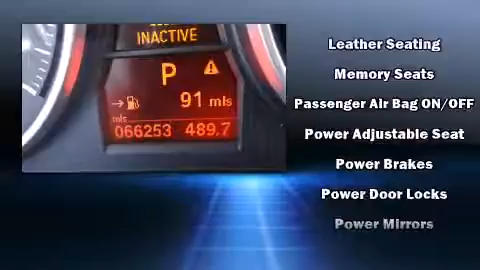 INACTIVE
P
→ 91 mls
mls
066253 489.7
Leather Seating
Memory Seats
Passenger Air Bag ON/OFF
Power Adjustable Seat
Power Brakes
Power Door Locks
Power Mirrors